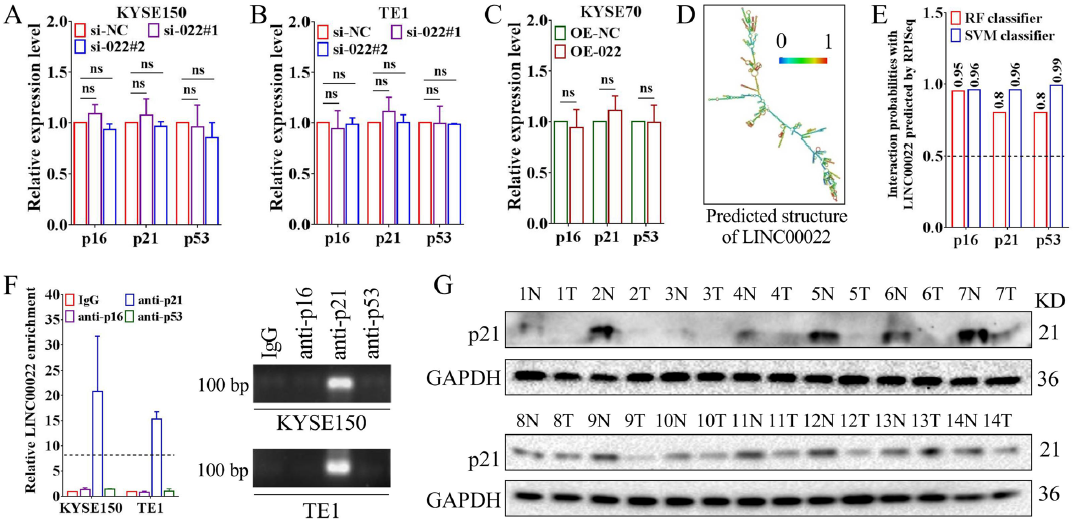 A
KYSE150
si-NC si-022#1
si-022#2
Relative expression level
2.0
1.5
1.0
0.5
0.0
ns ns ns
ns ns ns
p16 p21 p53
B
TE1
si-NC si-022#1
si-022#2
Relative expression level
2.0
1.5
1.0
0.5
0.0
ns ns ns
ns ns ns
p16 p21 p53
C
KYSE70
OE-NC
OE-022
Relative expression level
2.0
1.5
1.0
0.5
0.0
ns ns ns
p16 p21 p53
D
0 1
Predicted structure
of LINC00022
E
RF classifier
SVM classifier
Interaction probabilities with
LINC00022 predicted by RPISeq
1.5
1.0
0.5
0.0
0.95 0.96 0.8 0.96 0.8 0.99
p16 p21 p53
F
IgG anti-p21
anti-p16 anti-p53
Relative LINC00022 enrichment
40
35
30
25
20
15
10
5
0
KYSE150 TE1
IgG anti-p16 anti-p21 anti-p53
100 bp
KYSE150
100 bp
TE1
G
1N 1T 2N 2T 3N 3T 4N 4T 5N 5T 6N 6T 7N 7T KD
p21 21
GAPDH 36
8N 8T 9N 9T 10N 10T 11N 11T 12N 12T 13N 13T 14N 14T
p21 21
GAPDH 36